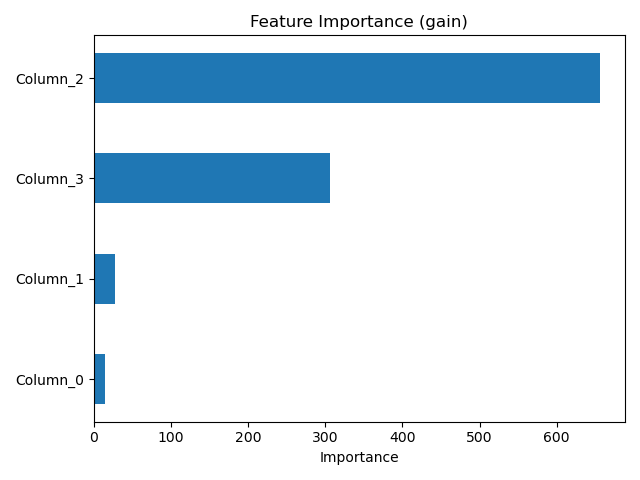 Feature Importance (gain)
Column_2
Column_3
Column_1
Column_0
0 100 200 300 400 500 600
Importance